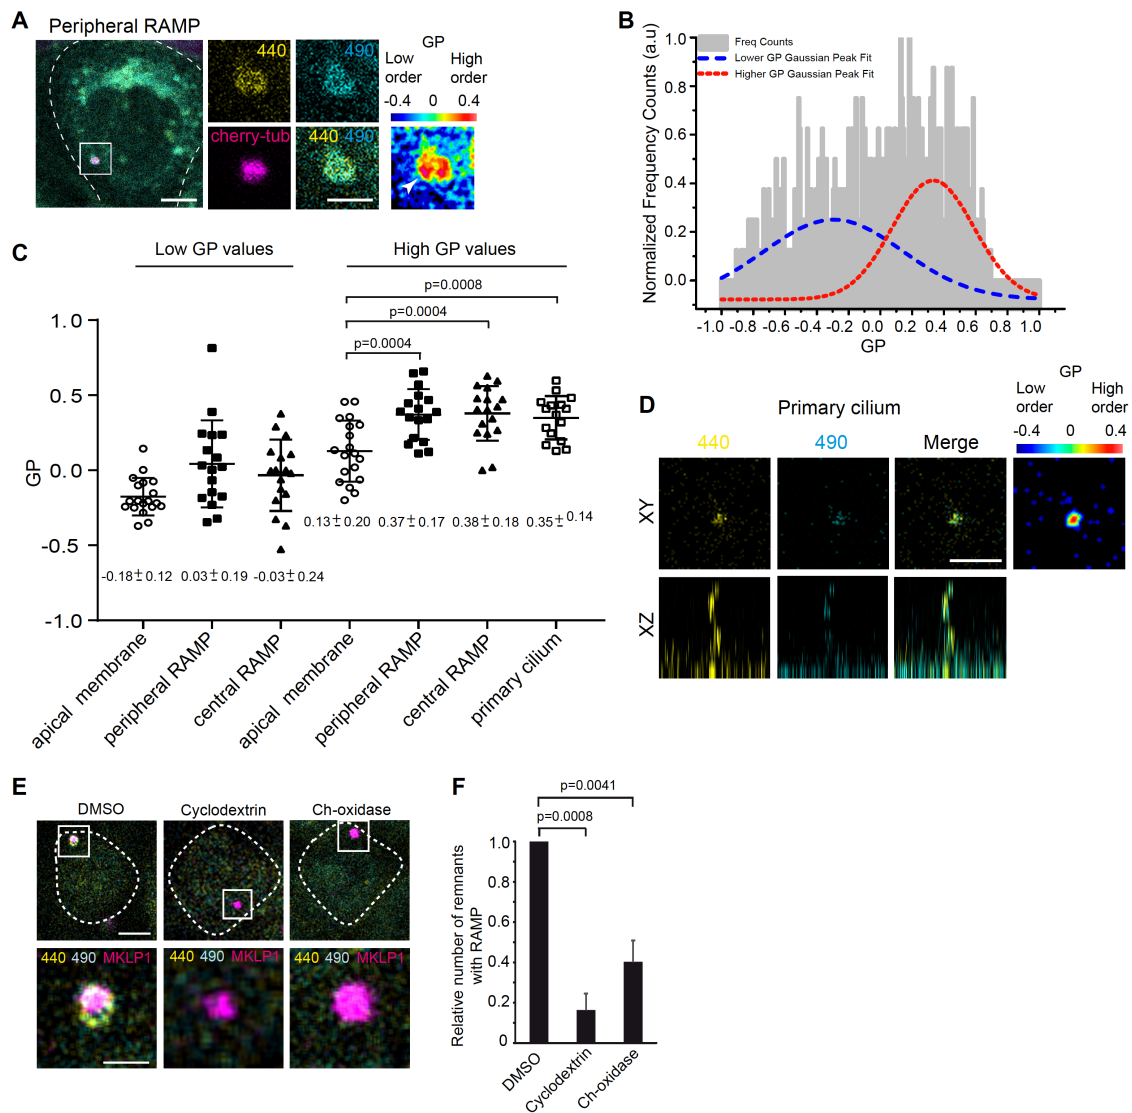 A
Peripheral RAMP
440
490
cherry-tub
440 490
GP
Low order
High order
-0.4 0 0.4
B
Normalized Frequency Counts (a.u)
1.0
0.8
0.6
0.4
0.2
0.0
Freq Counts
Lower GP Gaussian Peak Fit
Higher GP Gaussian Peak Fit
-1.0 -0.8 -0.6 -0.4 -0.2 0.0 0.2 0.4 0.6 0.8 1.0
GP
C
Low GP values
High GP values
p=0.0008
p=0.0004
p=0.0004
GP
1.0
0.5
0.0
-0.5
-1.0
0.13 ± 0.20 0.37 ± 0.17 0.38 ± 0.18 0.35 ± 0.14
-0.18 ± 0.12 0.03 ± 0.19 -0.03 ± 0.24
apical membrane
peripheral RAMP
central RAMP
apical membrane
peripheral RAMP
central RAMP
primary cilium
D
Primary cilium
440 490 Merge
GP
Low order
High order
-0.4 0 0.4
XY
XZ
E
DMSO
Cyclodextrin
Ch-oxidase
440 490 MKLP1
440 490 MKLP1
440 490 MKLP1
F
p=0.0041
p=0.0008
Relative number of remnants
with RAMP
1.0
0.8
0.6
0.4
0.2
0
DMSO
Cyclodextrin
Ch-oxidase